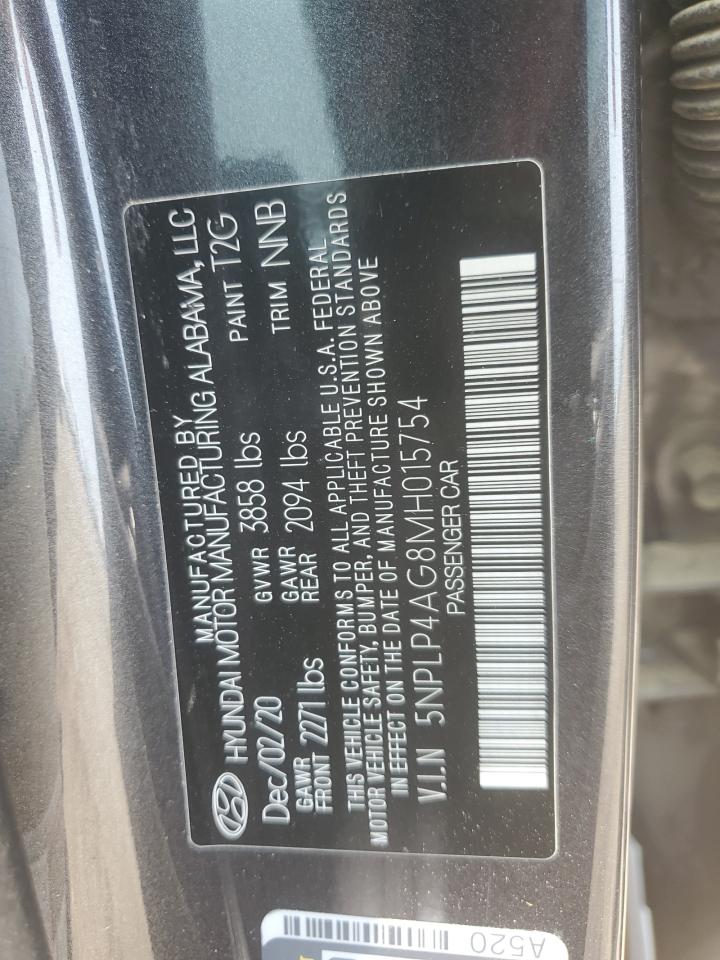 MANUFACTURED BY
HYUNDAI MOTOR MANUFACTURING ALABAMA, LLC
Dec/02/20 GVWR 3858 lbs PAINT T2G
GAWR FRONT 2271 lbs GAWR REAR 2094 lbs TRIM NNB
THIS VEHICLE CONFORMS TO ALL APPLICABLE U.S.A. FEDERAL
MOTOR VEHICLE SAFETY, BUMPER, AND THEFT PREVENTION STANDARDS
IN EFFECT ON THE DATE OF MANUFACTURE SHOWN ABOVE
V.I.N 5NPLP4AG8MH015754
PASSENGER CAR
A520